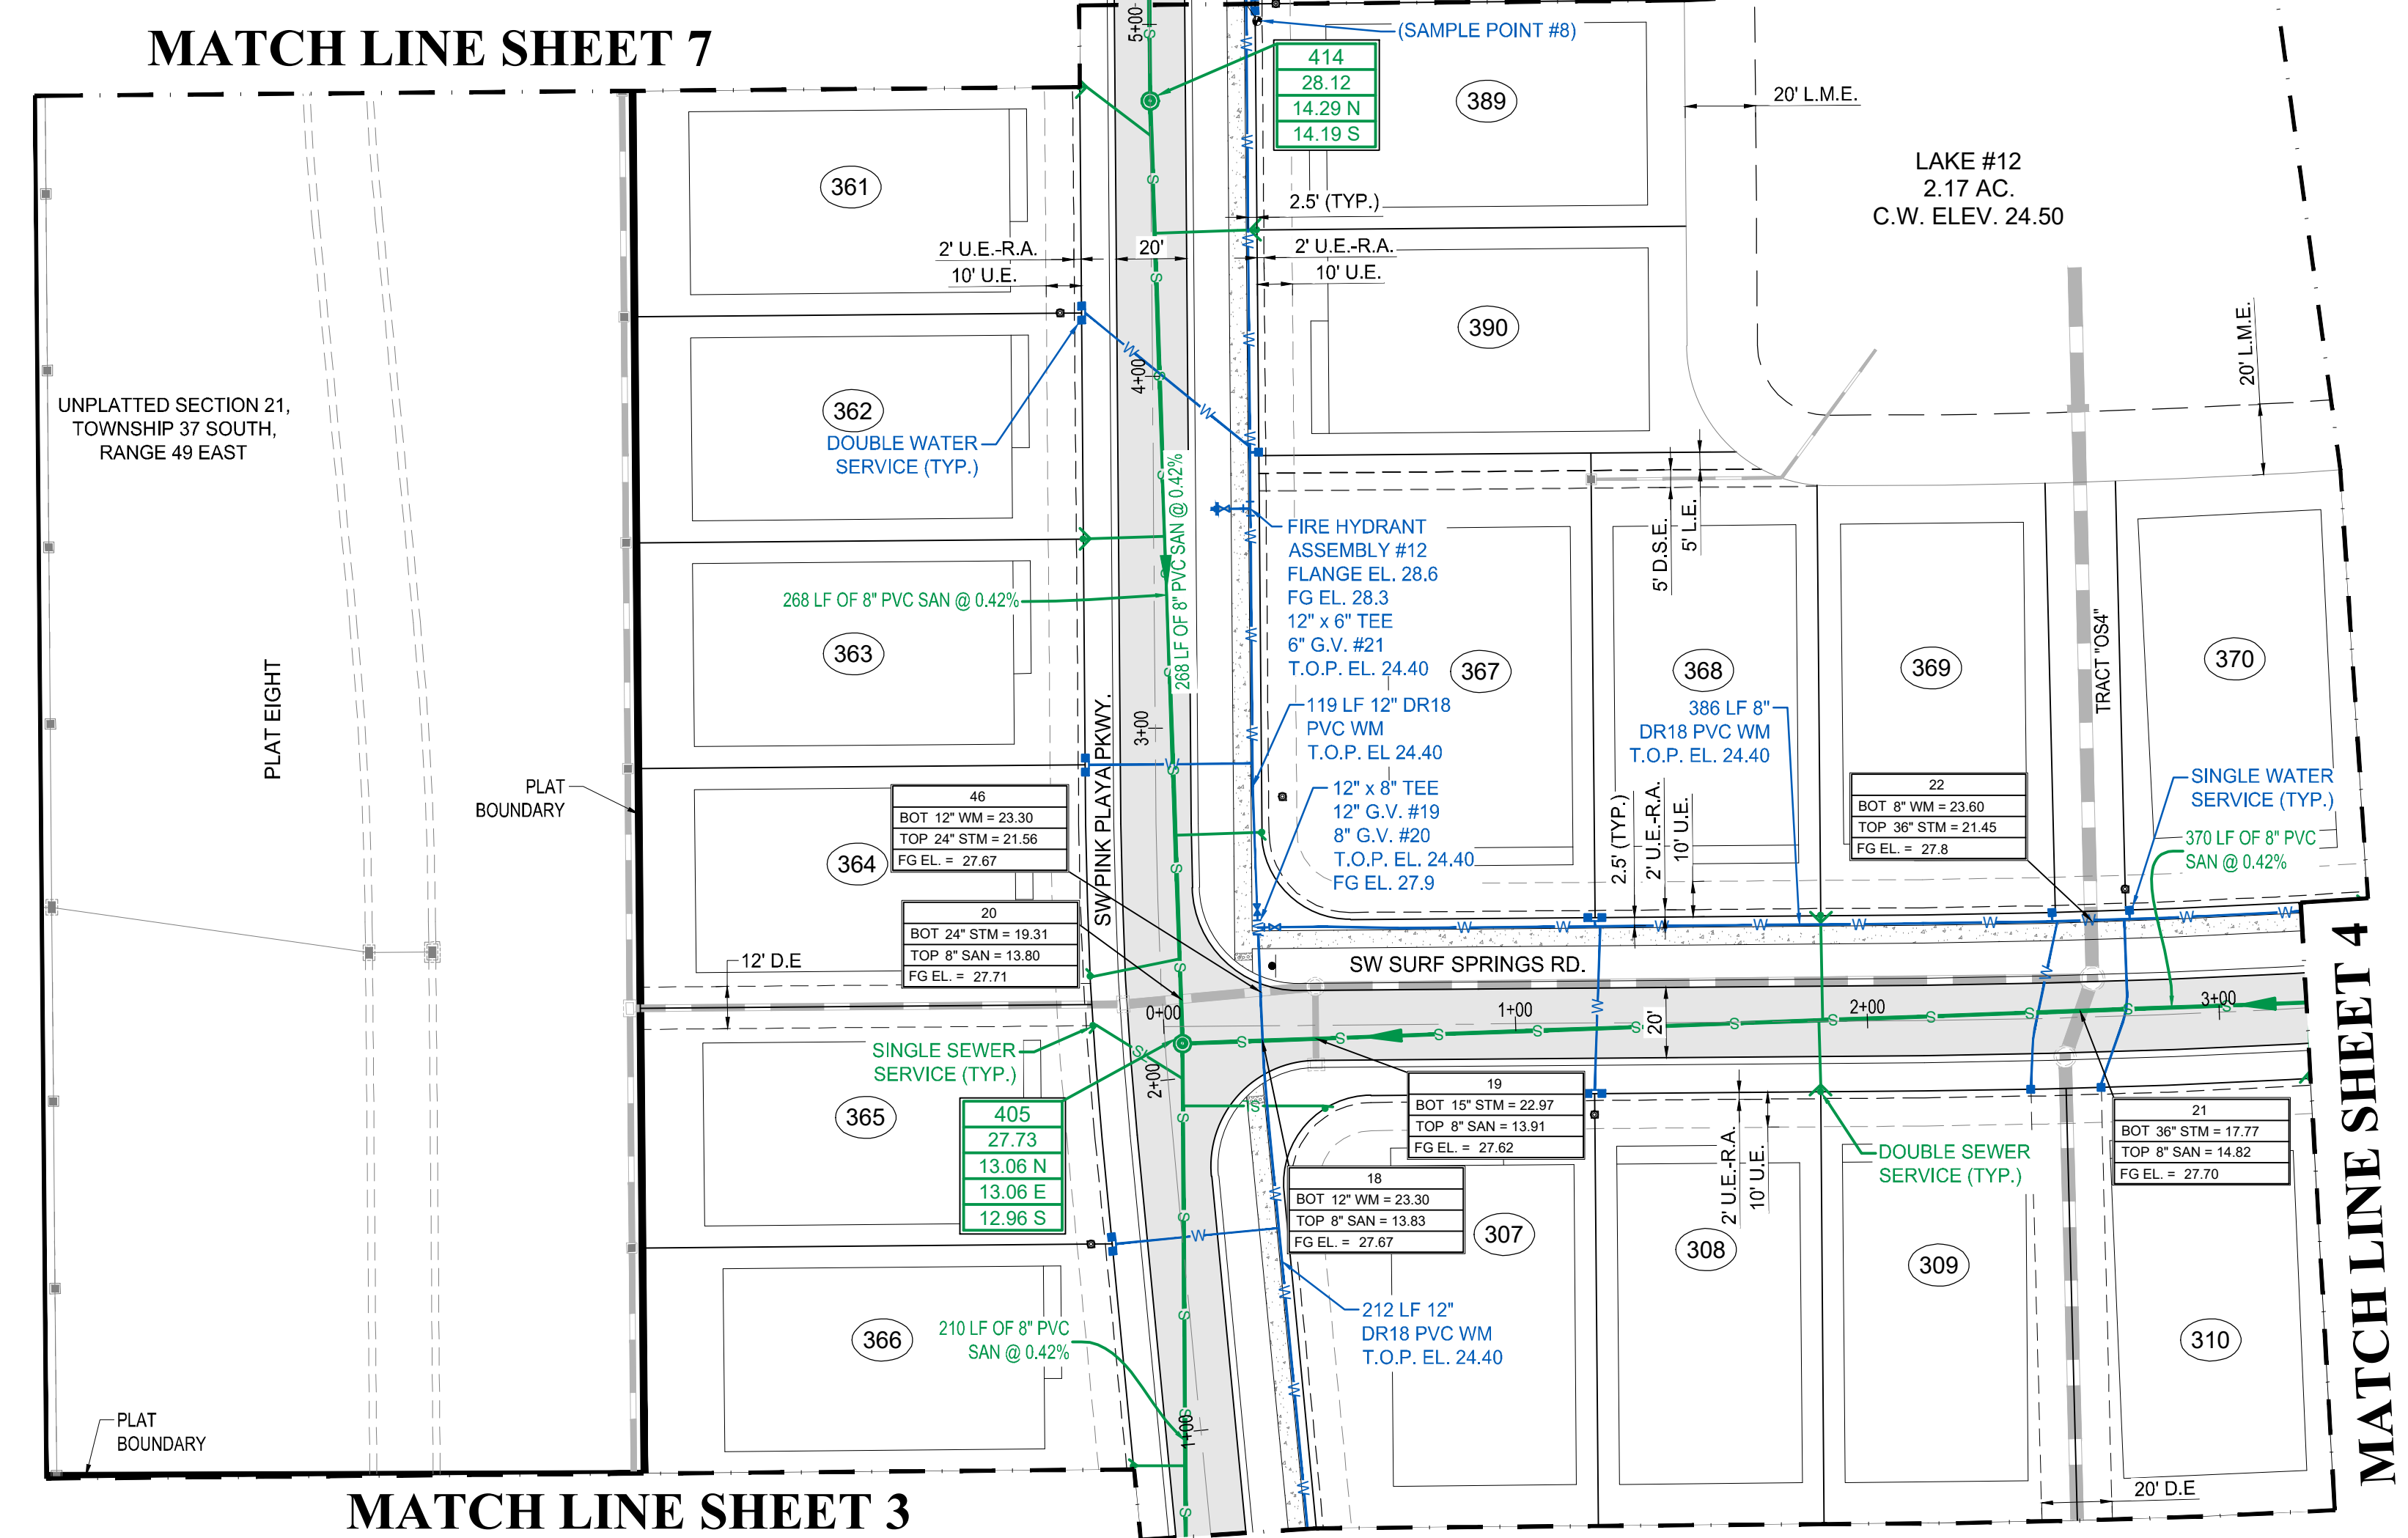 MATCH LINE SHEET 7
5+00
(SAMPLE POINT #8)
414
28.12
14.29 N
14.19 S
389
20' L.M.E.
LAKE #12
2.17 AC.
C.W. ELEV. 24.50
361
2.5' (TYP.)
2' U.E.-R.A.
10' U.E.
20'
2' U.E.-R.A.
10' U.E.
390
20' L.M.E.
4+00
UNPLATTED SECTION 21,
TOWNSHIP 37 SOUTH,
RANGE 49 EAST
362
DOUBLE WATER
SERVICE (TYP.)
268 LF OF 8" PVC SAN @ 0.42%
FIRE HYDRANT
ASSEMBLY #12
FLANGE EL. 28.6
FG EL. 28.3
12" x 6" TEE
6" G.V. #21
T.O.P. EL. 24.40
5' D.S.E.
5' L.E.
268 LF OF 8" PVC SAN @ 0.42%
363
367
368
369
370
TRACT "OS4"
PLAT EIGHT
SW PINK PLAYA PKWY.
3+00
119 LF 12" DR18
PVC WM
T.O.P. EL 24.40
386 LF 8"
DR18 PVC WM
T.O.P. EL. 24.40
PLAT
BOUNDARY
46
BOT 12" WM = 23.30
TOP 24" STM = 21.56
FG EL. = 27.67
12" x 8" TEE
12" G.V. #19
8" G.V. #20
T.O.P. EL. 24.40
FG EL. 27.9
2.5' (TYP.)
2' U.E.-R.A.
10' U.E.
22
BOT 8" WM = 23.60
TOP 36" STM = 21.45
FG EL. = 27.8
SINGLE WATER
SERVICE (TYP.)
370 LF OF 8" PVC
SAN @ 0.42%
364
20
BOT 24" STM = 19.31
TOP 8" SAN = 13.80
FG EL. = 27.71
12' D.E
SW SURF SPRINGS RD.
0+00
1+00
20'
2+00
3+00
MATCH LINE SHEET 4
SINGLE SEWER
SERVICE (TYP.)
2+00
365
405
27.73
13.06 N
13.06 E
12.96 S
19
BOT 15" STM = 22.97
TOP 8" SAN = 13.91
FG EL. = 27.62
18
BOT 12" WM = 23.30
TOP 8" SAN = 13.83
FG EL. = 27.67
307
308
2' U.E.-R.A.
10' U.E.
DOUBLE SEWER
SERVICE (TYP.)
309
21
BOT 36" STM = 17.77
TOP 8" SAN = 14.82
FG EL. = 27.70
310
366
210 LF OF 8" PVC
SAN @ 0.42%
212 LF 12"
DR18 PVC WM
T.O.P. EL. 24.40
1+00
PLAT
BOUNDARY
20' D.E
MATCH LINE SHEET 3